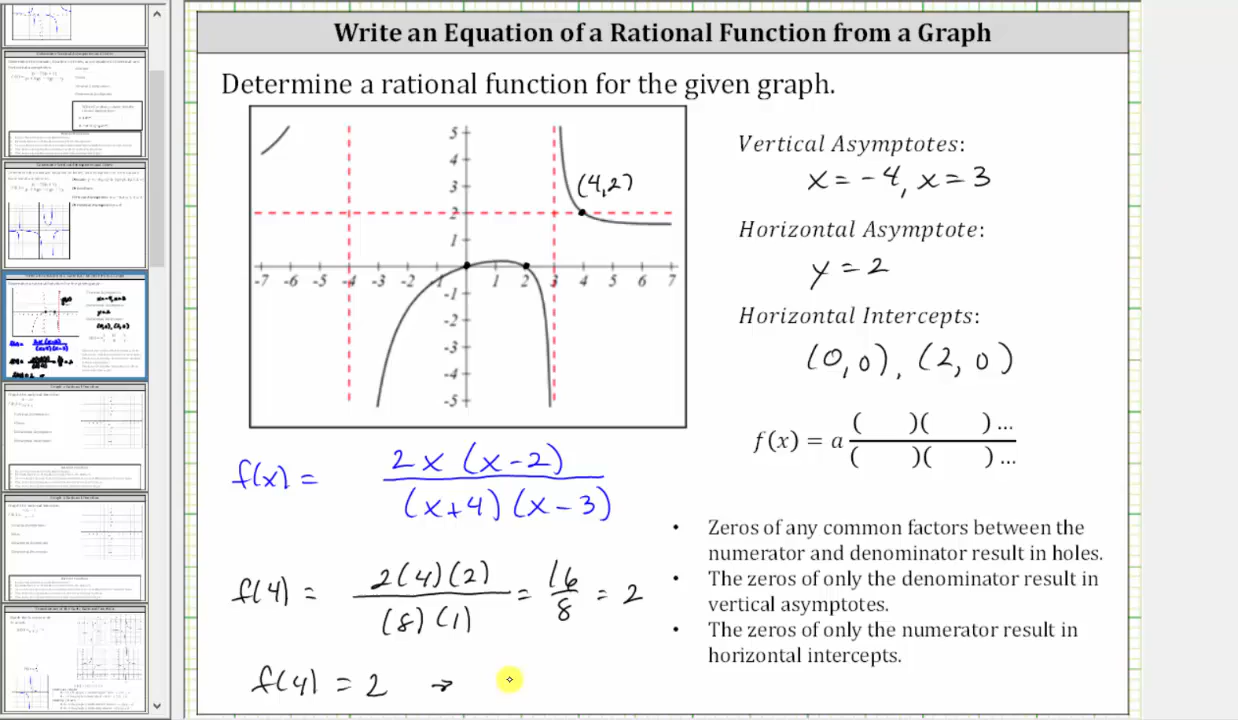 Write an Equation of a Rational Function from a Graph
Determine a rational function for the given graph.
5
4
3
2
1
-1
-2
-3
-4
-5
-7 -6 -5 -4 -3 -2 -1 1 2 3 4 5 6 7
(4,2)
Vertical Asymptotes:
x = -4, x = 3
Horizontal Asymptote:
y = 2
Horizontal Intercepts:
(0,0), (2,0)
f(x) = a ( )( ) ... / ( )( ) ...
f(x) = 2x (x-2) / (x+4) (x-3)
f(4) = 2(4)(2) / (8)(1) = 16/8 = 2
f(4) = 2 →
• Zeros of any common factors between the
numerator and denominator result in holes.
• The zeros of only the denominator result in
vertical asymptotes.
• The zeros of only the numerator result in
horizontal intercepts.